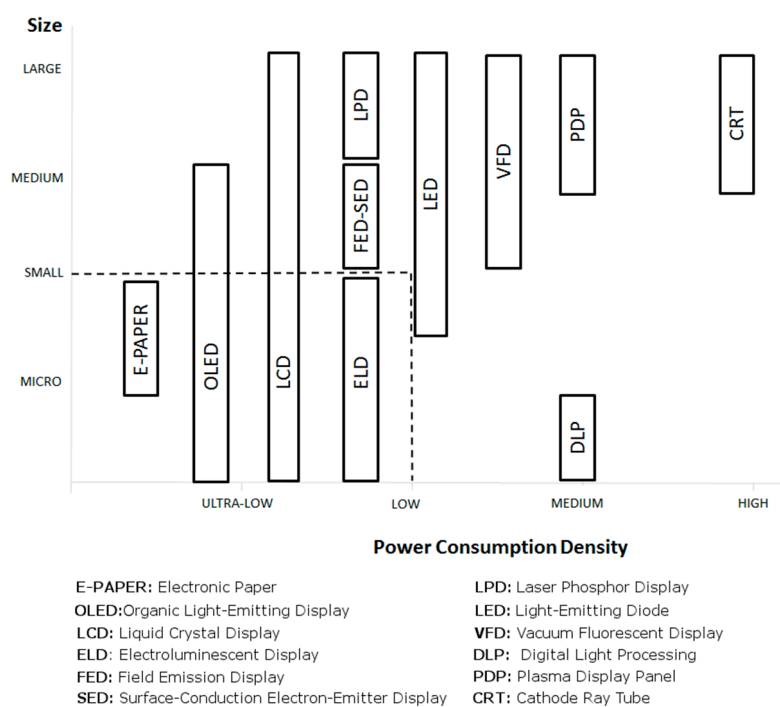 Size
LARGE
MEDIUM
SMALL
MICRO
E-PAPER
OLED
LCD
LPD
FED-SED
ELD
LED
VFD
PDP
DLP
CRT
ULTRA-LOW
LOW
MEDIUM
HIGH
Power Consumption Density
E-PAPER: Electronic Paper
OLED:Organic Light-Emitting Display
LCD: Liquid Crystal Display
ELD: Electroluminescent Display
FED: Field Emission Display
SED: Surface-Conduction Electron-Emitter Display
LPD: Laser Phosphor Display
LED: Light-Emitting Diode
VFD: Vacuum Fluorescent Display
DLP: Digital Light Processing
PDP: Plasma Display Panel
CRT: Cathode Ray Tube